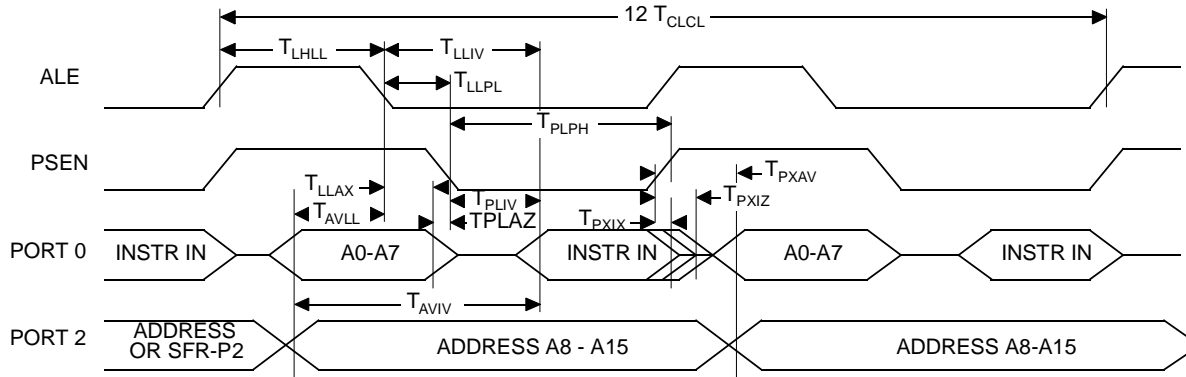 12 TCLCL
TLHLL
TLLIV
ALE
TLLPL
TPLPH
PSEN
TLLAX
TPXAV
TPLIV
TPXIZ
TAVLL
TPLAZ
TPXIX
PORT 0
INSTR IN
A0-A7
INSTR IN
A0-A7
INSTR IN
TAVIV
PORT 2
ADDRESS
OR SFR-P2
ADDRESS A8 - A15
ADDRESS A8-A15